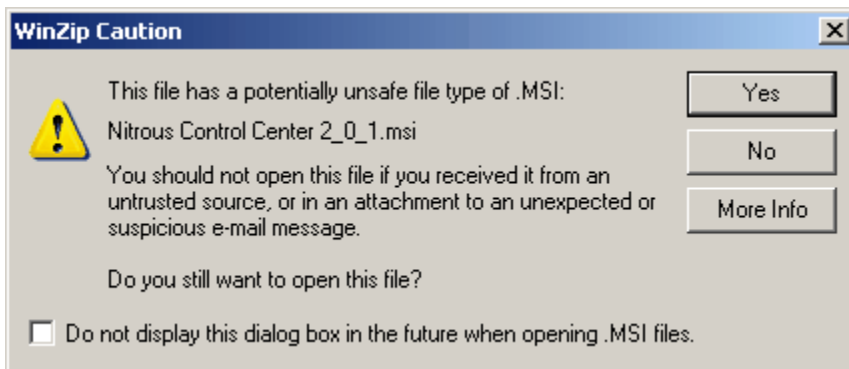 WinZip Caution
This file has a potentially unsafe file type of .MSI:
Nitrous Control Center 2_0_1.msi
You should not open this file if you received it from an
untrusted source, or in an attachment to an unexpected or
suspicious e-mail message.
Do you still want to open this file?
Yes
No
More Info
Do not display this dialog box in the future when opening .MSI files.